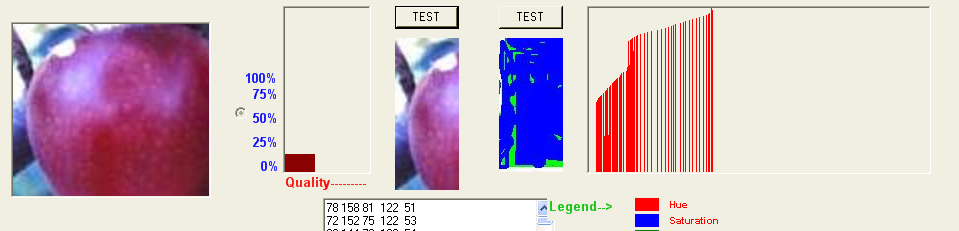 TEST
TEST
100%
75%
50%
25%
0%
Quality---------
78 158 81 122 51
72 152 75 122 53
Legend-->
Hue
Saturation